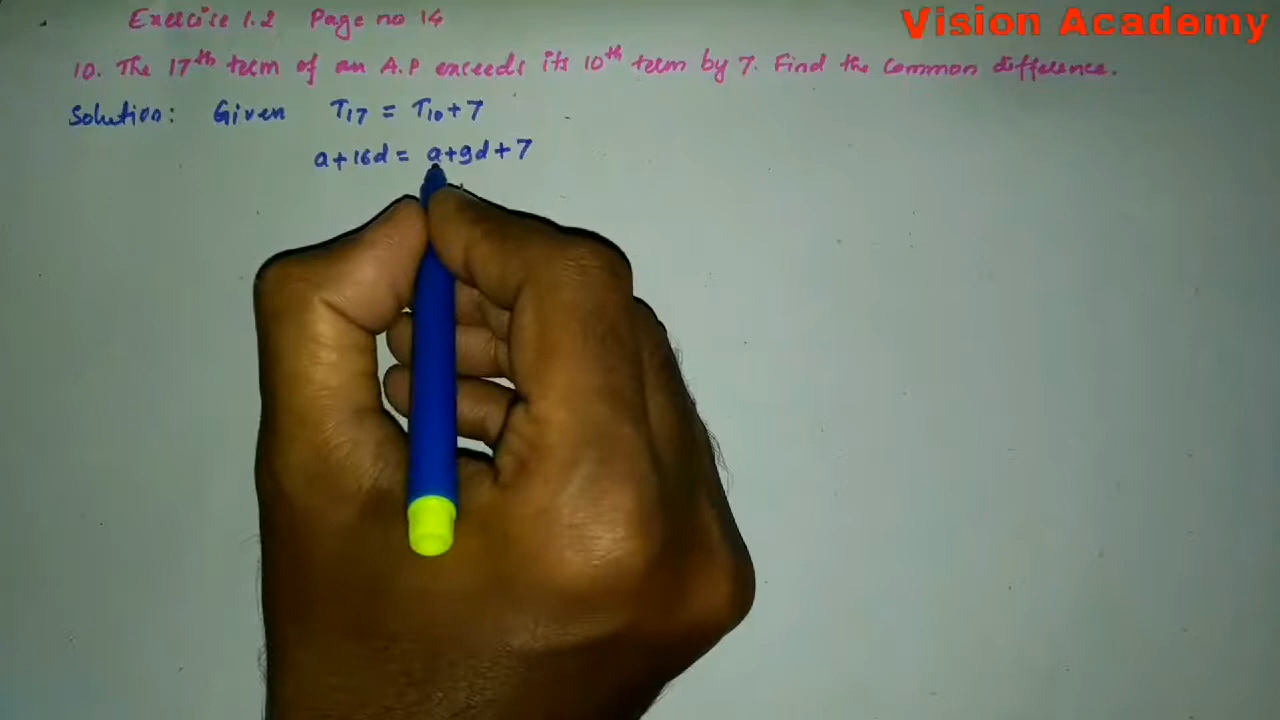 Exercise 1.2 Page no 14
Vision Academy
10. The 17th term of an A.P exceeds its 10th term by 7. Find the common difference.
Solution: Given T17 = T10 + 7
a + 16d = a + 9d + 7